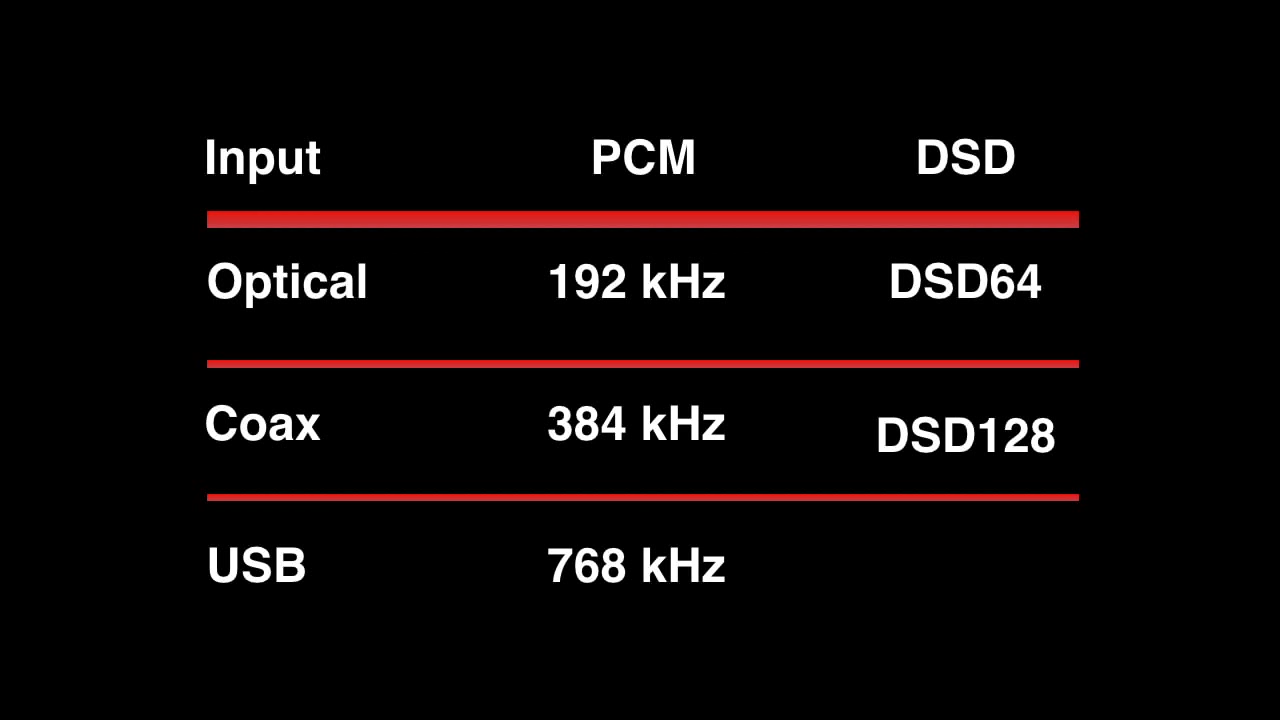 Input PCM DSD
Optical 192 kHz DSD64
Coax 384 kHz DSD128
USB 768 kHz